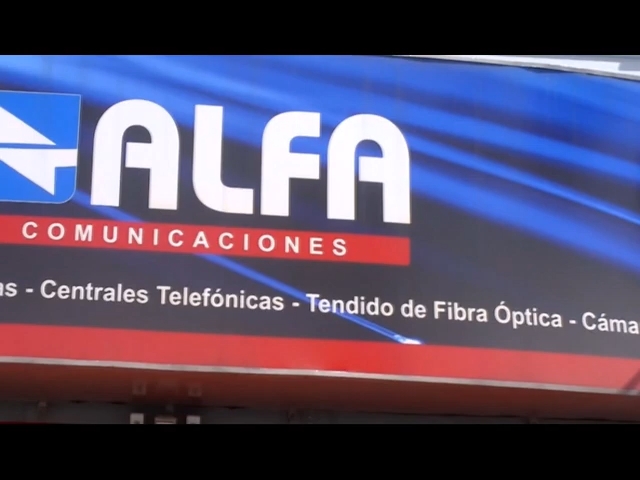 ALFA
COMUNICACIONES
- Centrales Telefónicas - Tendido de Fibra Óptica -